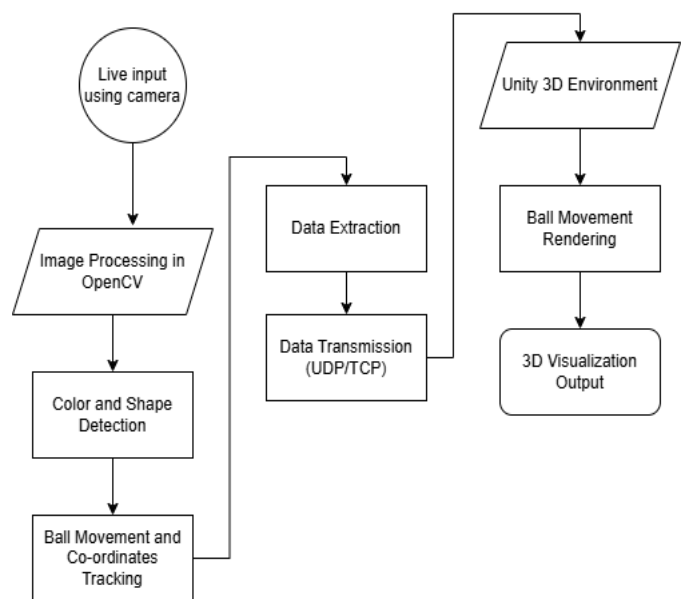 Live input
using camera
Image Processing in
OpenCV
Color and Shape
Detection
Ball Movement and
Co-ordinates
Tracking
Data Extraction
Data Transmission
(UDP/TCP)
Unity 3D Environment
Ball Movement
Rendering
3D Visualization
Output